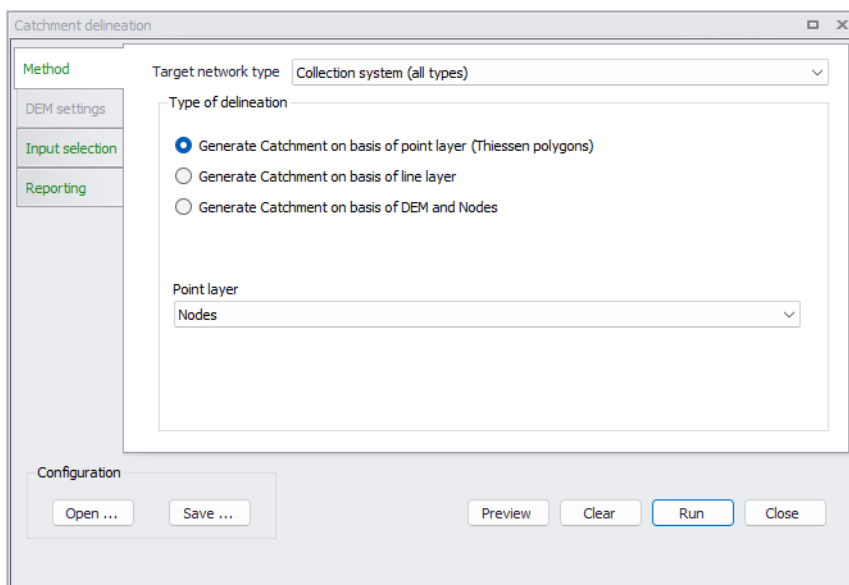 Catchment delineation
Method
DEM settings
Input selection
Reporting
Target network type Collection system (all types)
Type of delineation
Generate Catchment on basis of point layer (Thiessen polygons)
Generate Catchment on basis of line layer
Generate Catchment on basis of DEM and Nodes
Point layer
Nodes
Configuration
Open ... Save ... Preview Clear Run Close